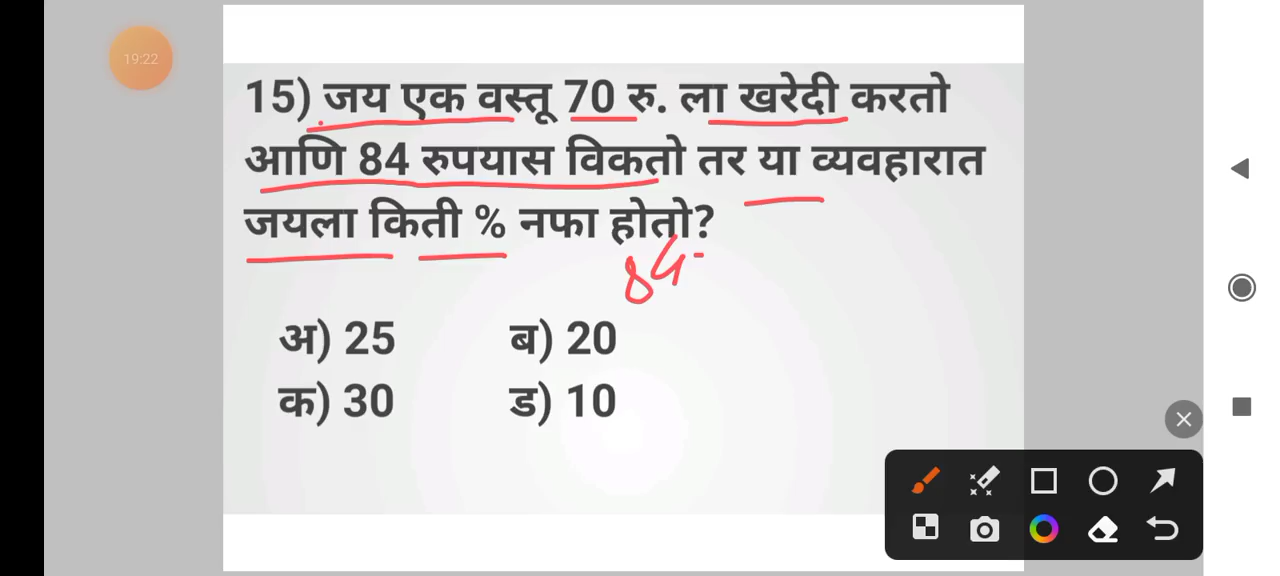 19:22
15) जय एक वस्तू 70 रु. ला खरेदी करतो
आणि 84 रुपयास विकतो तर या व्यवहारात
जयला किती % नफा होतो?
84
अ) 25 ब) 20
क) 30 ड) 10